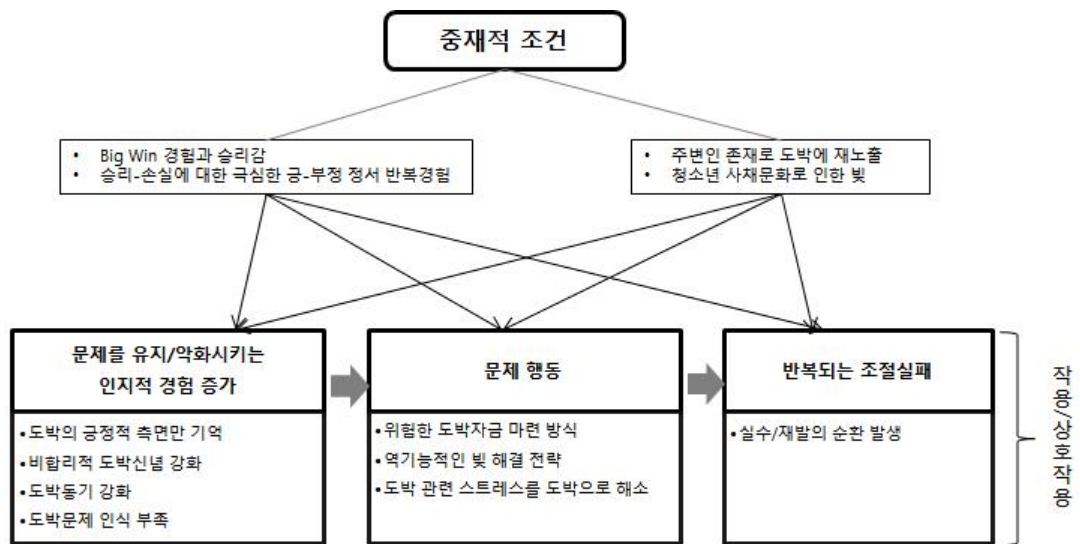 중재적 조건
• Big Win 경험과 승리감
• 승리-손실에 대한 극심한 긍-부정 정서 반복경험
• 주변인 존재로 도박에 재노출
• 청소년 사채문화로 인한 빚
문제를 유지/악화시키는
인지적 경험 증가
•도박의 긍정적 측면만 기억
•비합리적 도박신념 강화
•도박동기 강화
•도박문제 인식 부족
문제 행동
•위험한 도박자금 마련 방식
•역기능적인 빚 해결 전략
•도박 관련 스트레스를 도박으로 해소
반복되는 조절실패
•실수/재발의 순환 발생
작용/상호작용